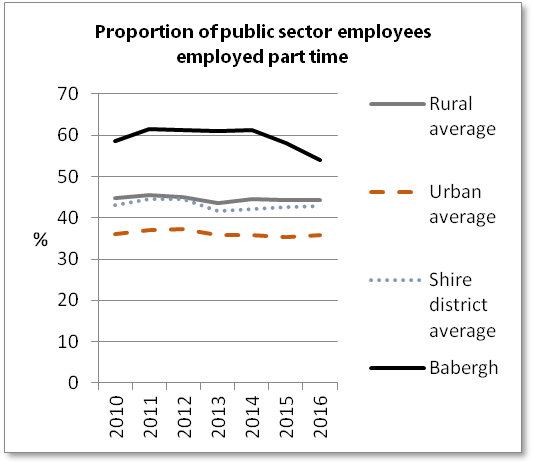 Proportion of public sector employees
employed part time
70
60
50
40
30
20
10
0
%
2010
2011
2012
2013
2014
2015
2016
Rural
average
Urban
average
Shire
district
average
Babergh